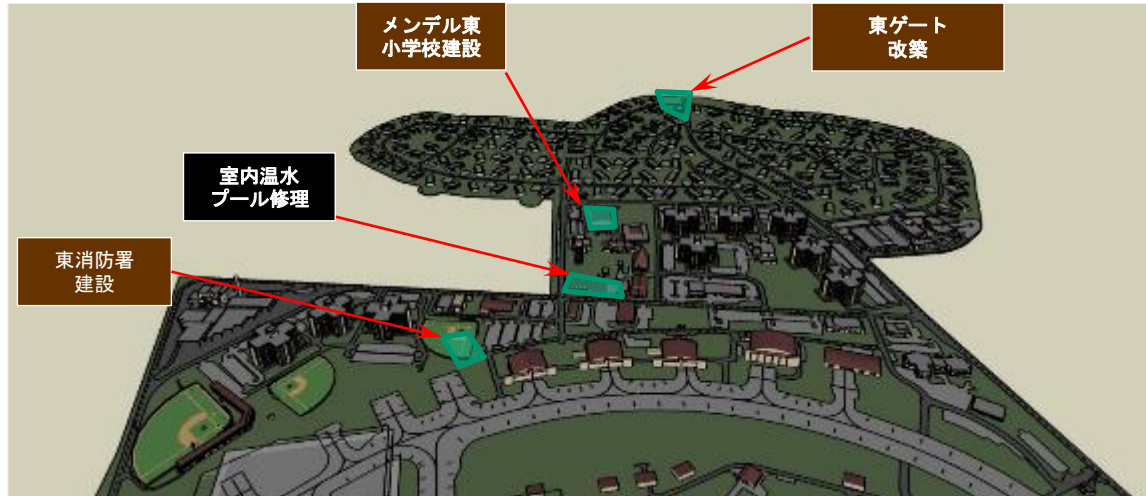 メンデル東
小学校建設
東ゲート
改築
室内温水
プール修理
東消防署
建設